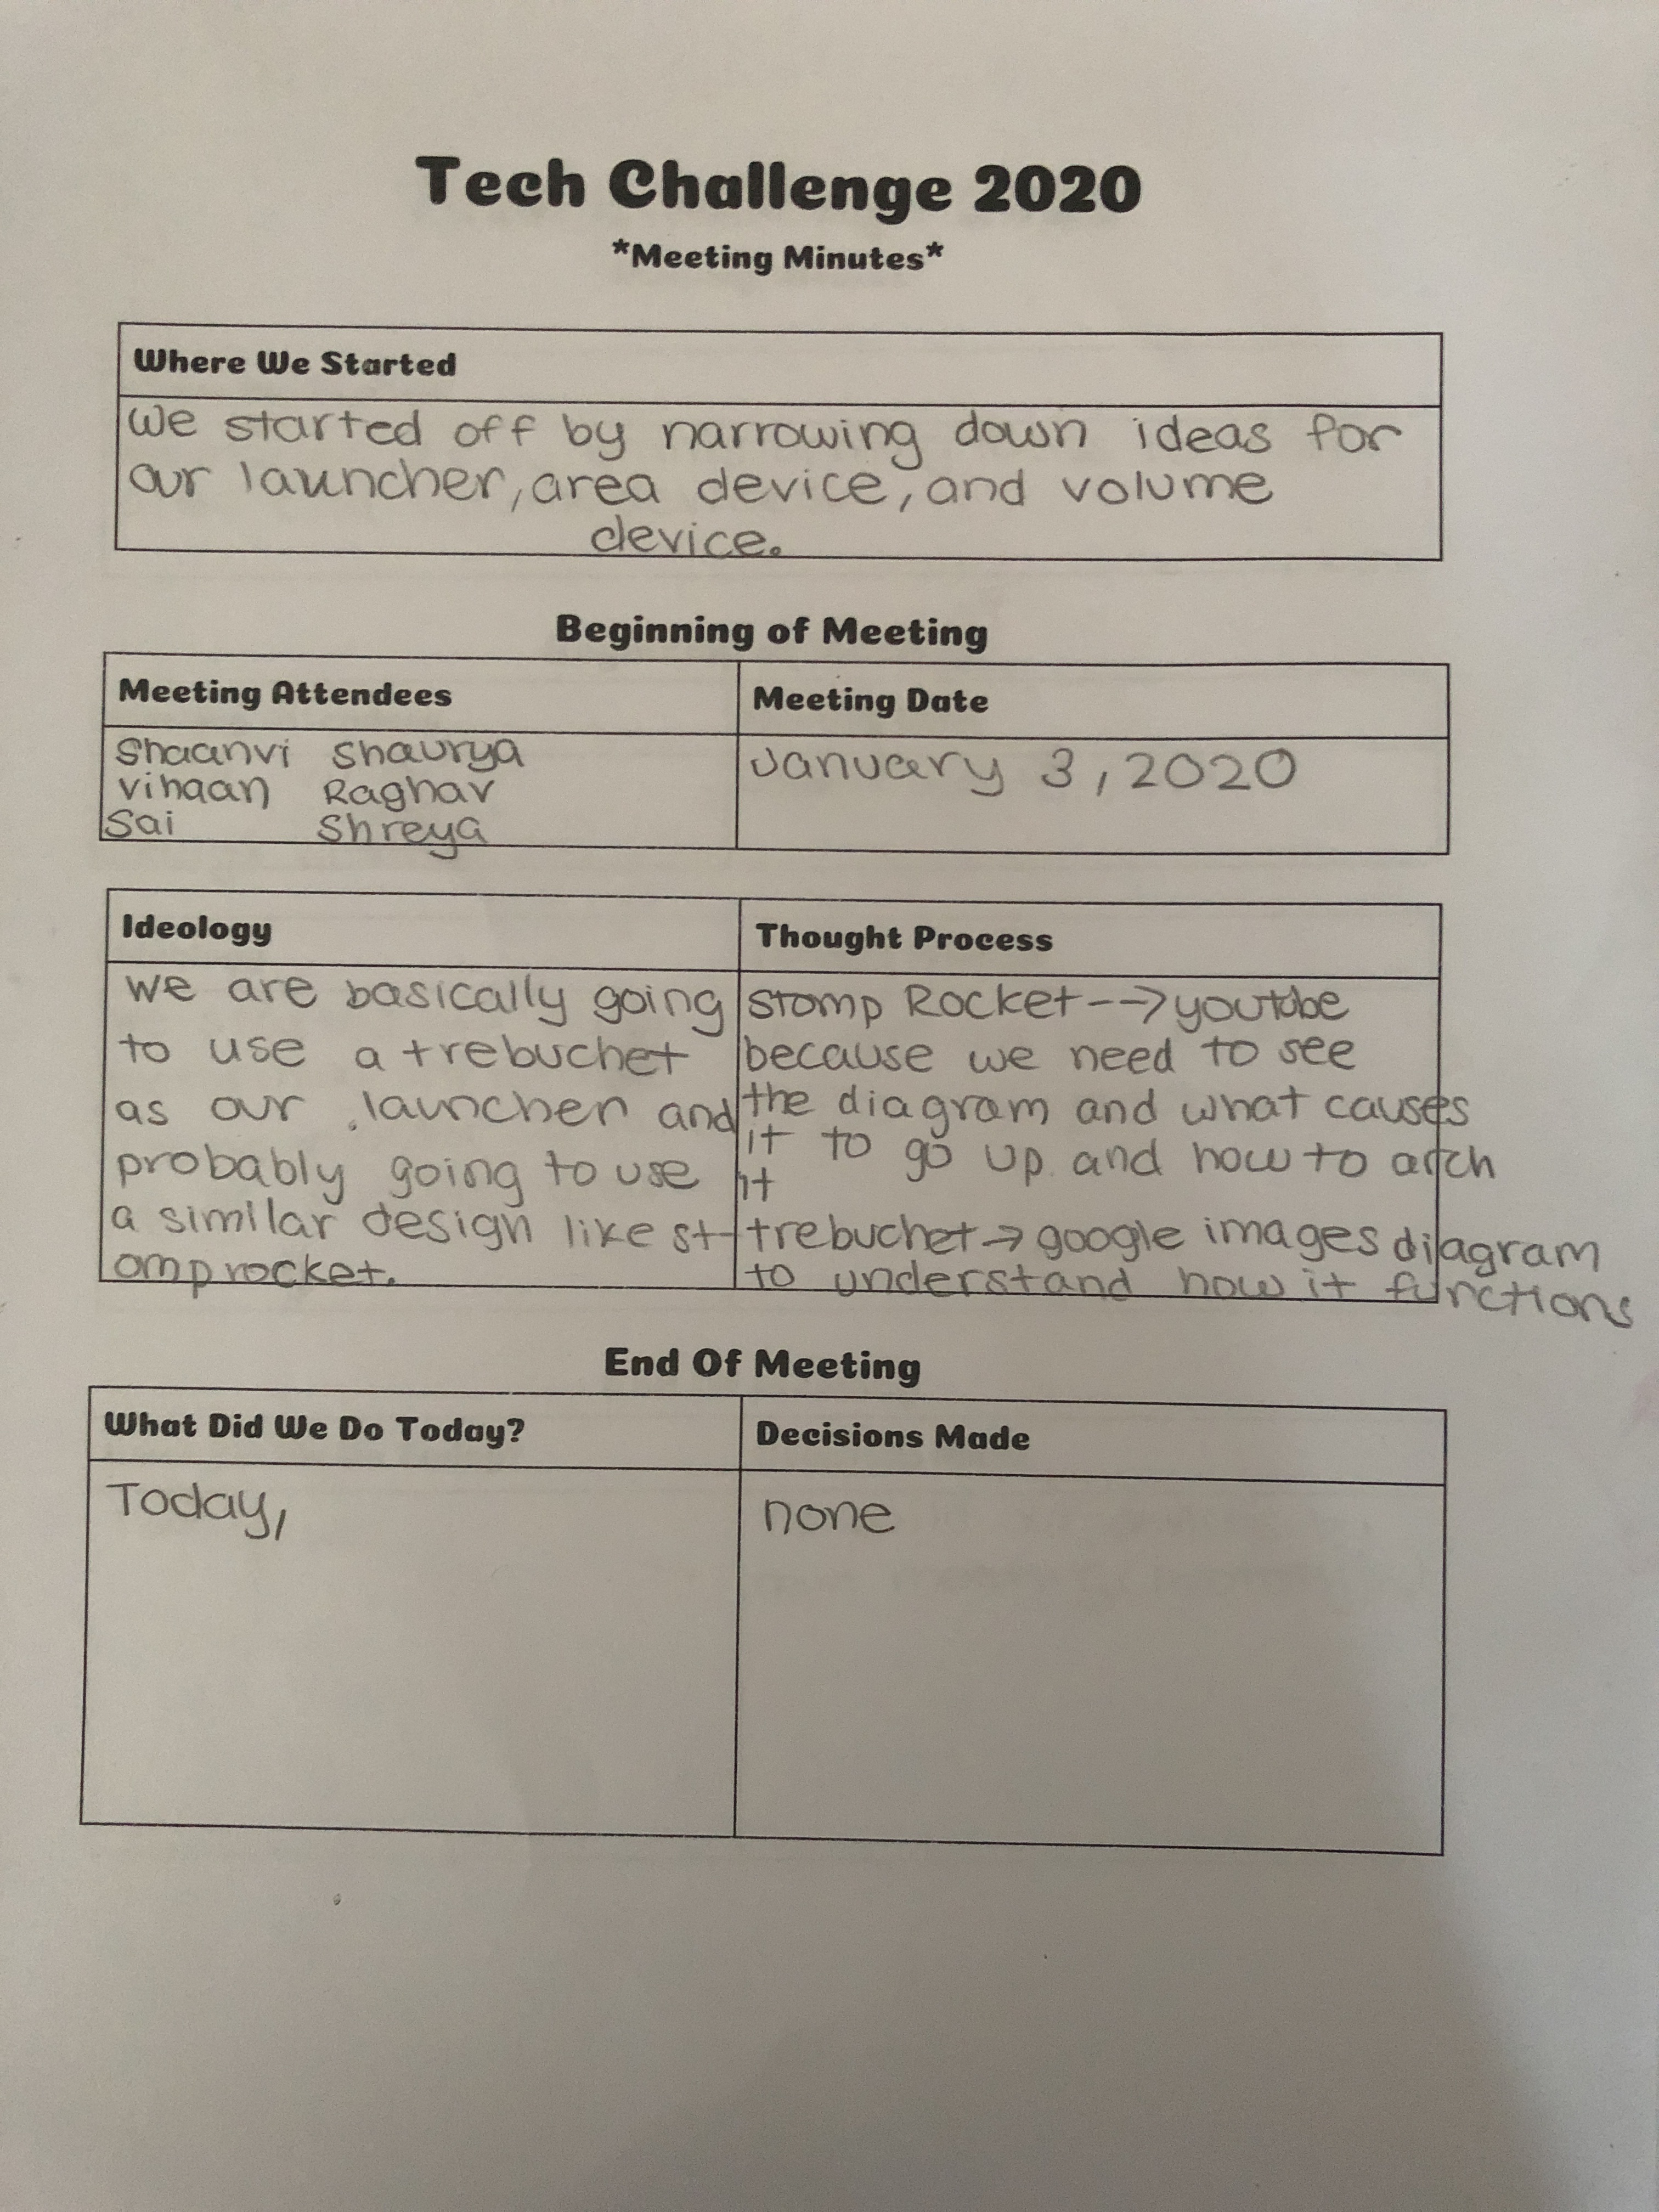 Tech Challenge 2020
*Meeting Minutes*
Where We Started
we started off by narrowing down ideas for
our launcher, area device, and volume
device.
Beginning of Meeting
Meeting Attendees
Shaanvi Shaurya
Vihaan Raghav
Sai Shreya
Meeting Date
January 3, 2020
Ideology
we are basically going
to use a trebuchet
as our launcher and
probably going to use
a similar design like st-
omp rocket.
Thought Process
Stomp Rocket --> youtube
because we need to see
the diagram and what causes
it to go up and how to arch
it
trebuchet → google images diagram
to understand how it functions
End Of Meeting
What Did We Do Today?
Today,
Decisions Made
none